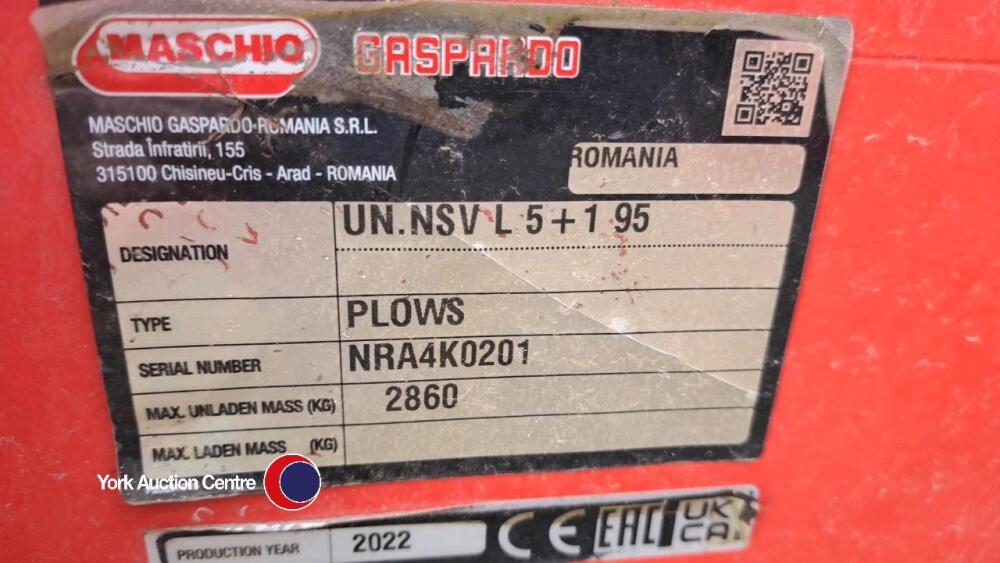 MASCHIO GASPARDO
MASCHIO GASPARDO ROMANIA S.R.L.
Strada Înfratirii, 155
315100 Chisineu-Cris - Arad - ROMANIA
ROMANIA
DESIGNATION UN.NSV L 5+1 95
TYPE PLOWS
SERIAL NUMBER NRA4K0201
MAX. UNLADEN MASS (KG) 2860
MAX. LADEN MASS (KG)
York Auction Centre
PRODUCTION YEAR 2022 CE EAC UK
CA